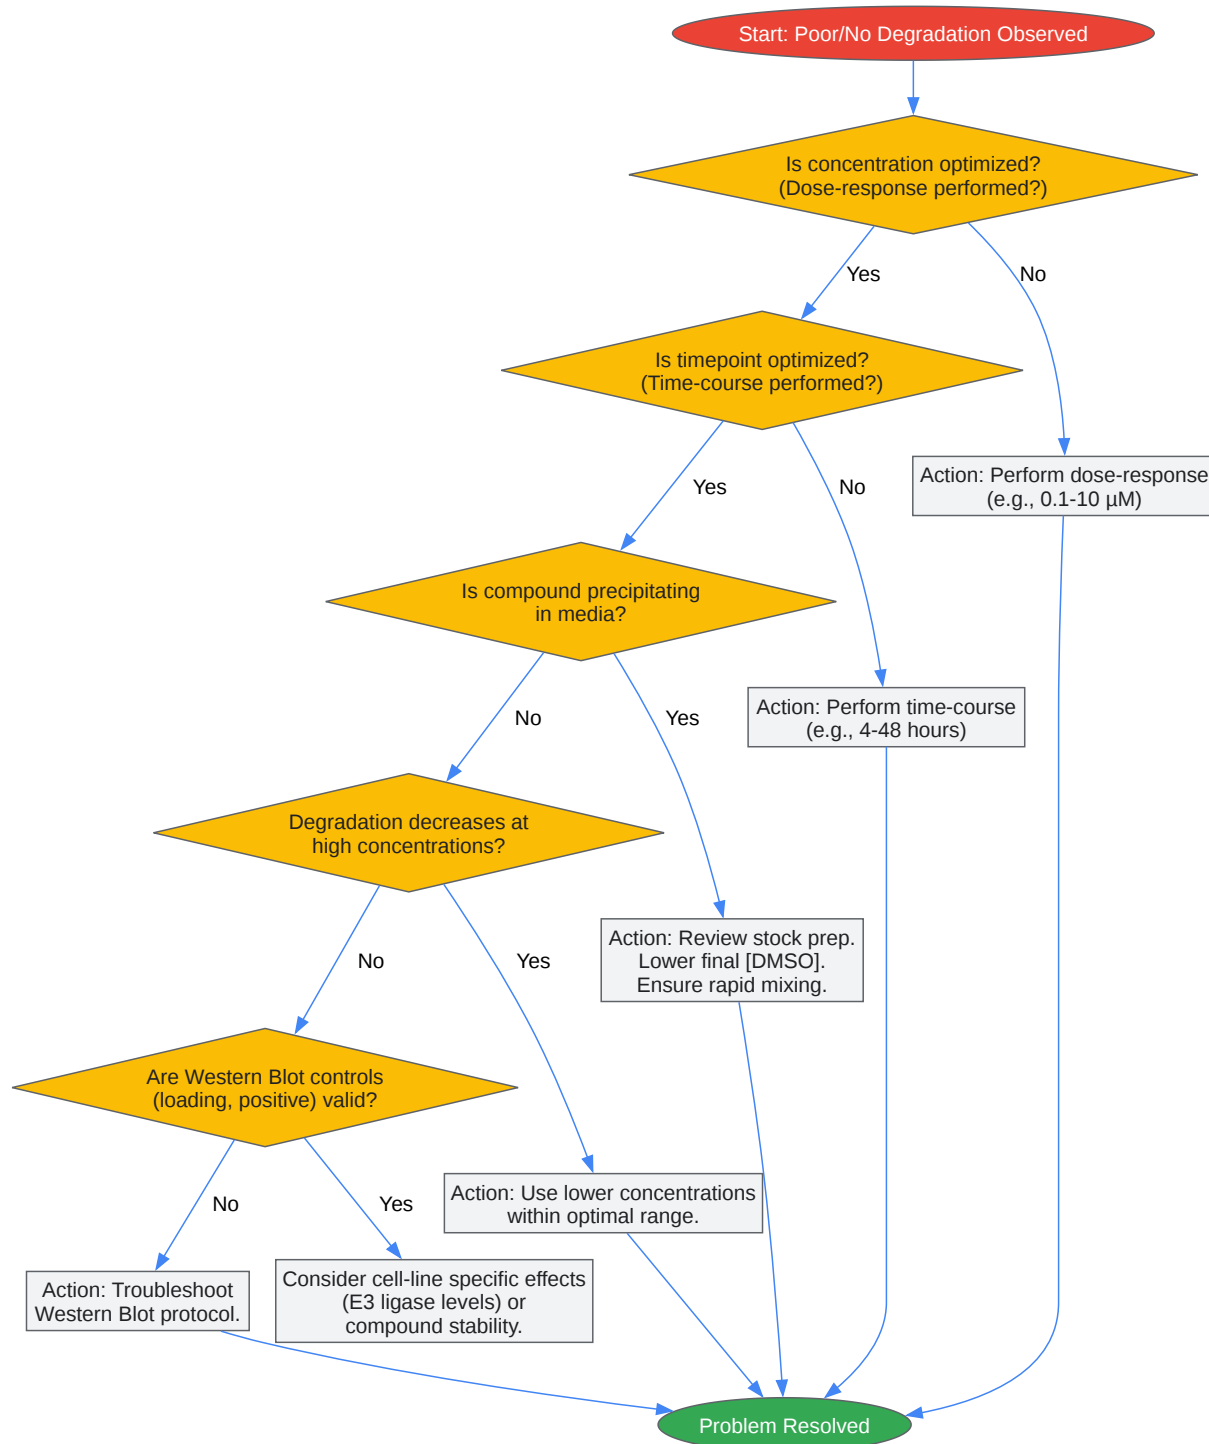 Start: Poor/No Degradation Observed
Is concentration optimized?
(Dose-response performed?)
Yes
No
Is timepoint optimized?
(Time-course performed?)
Action: Perform dose-response
(e.g., 0.1-10 µM)
Yes
No
Is compound precipitating
in media?
Action: Perform time-course
(e.g., 4-48 hours)
No
Yes
Degradation decreases at
high concentrations?
Action: Review stock prep.
Lower final [DMSO].
Ensure rapid mixing.
No
Yes
Are Western Blot controls
(loading, positive) valid?
Action: Use lower concentrations
within optimal range.
No
Yes
Action: Troubleshoot
Western Blot protocol.
Consider cell-line specific effects
(E3 ligase levels) or
compound stability.
Problem Resolved